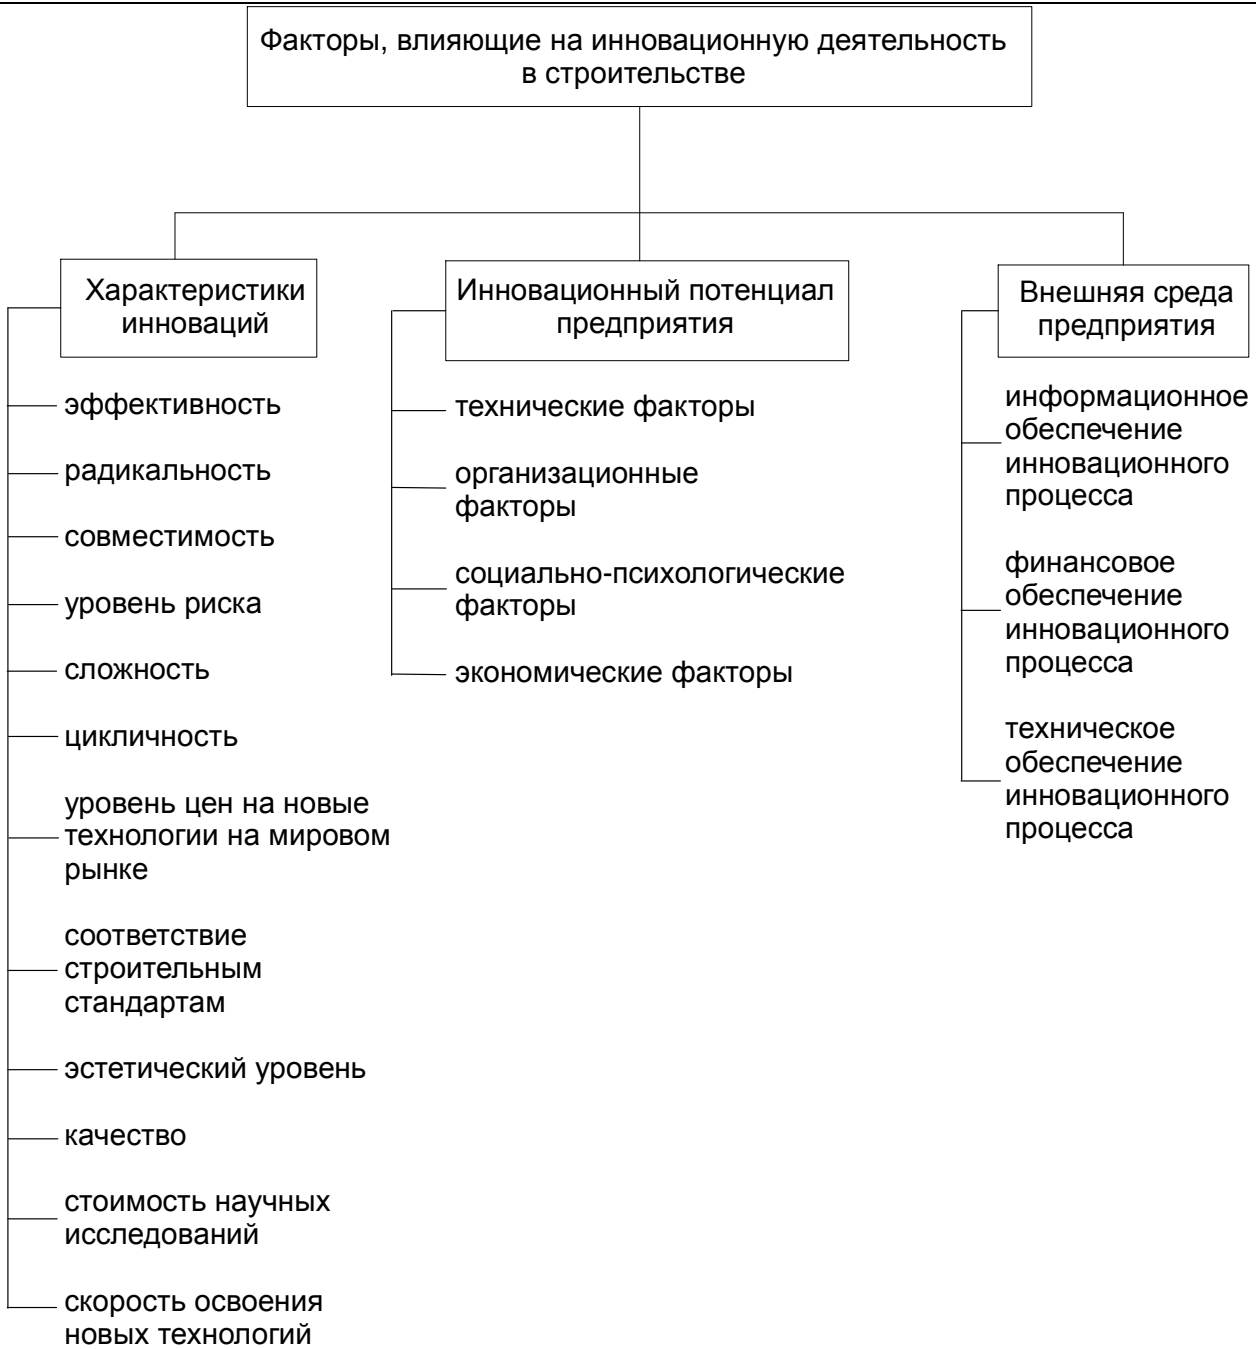 Факторы, влияющие на инновационную деятельность
в строительстве
Характеристики
инноваций
эффективность
радикальность
совместимость
уровень риска
сложность
цикличность
уровень цен на новые
технологии на мировом
рынке
соответствие
строительным
стандартам
эстетический уровень
качество
стоимость научных
исследований
скорость освоения
новых технологий
Инновационный потенциал
предприятия
технические факторы
организационные
факторы
социально-психологические
факторы
экономические факторы
Внешняя среда
предприятия
информационное
обеспечение
инновационного
процесса
финансовое
обеспечение
инновационного
процесса
техническое
обеспечение
инновационного
процесса